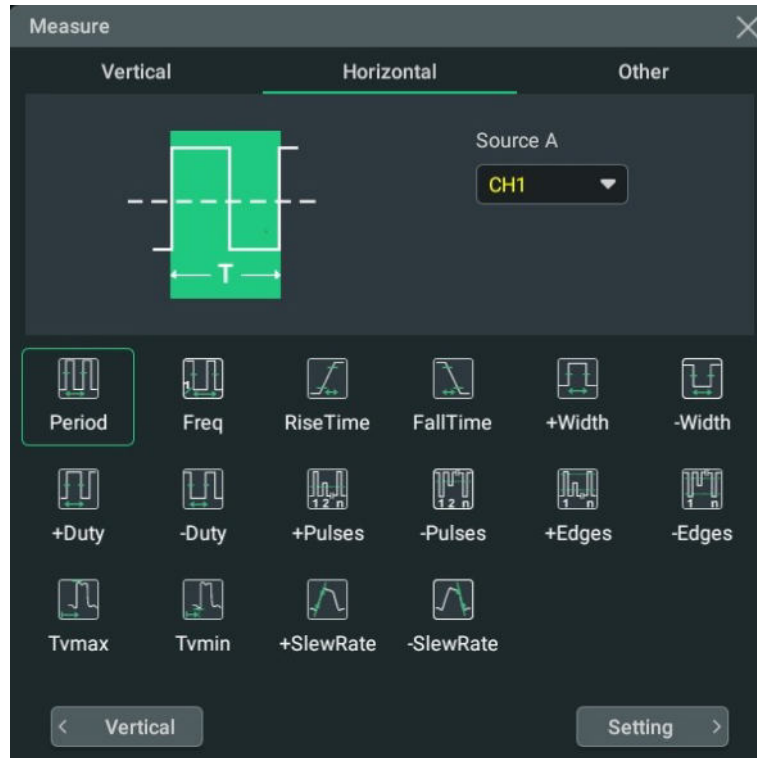 Measure
Vertical Horizontal Other
Source A
CH1
T
Period Freq RiseTime FallTime +Width -Width
+Duty -Duty +Pulses -Pulses +Edges -Edges
Tvmax Tvmin +SlewRate -SlewRate
Vertical Setting